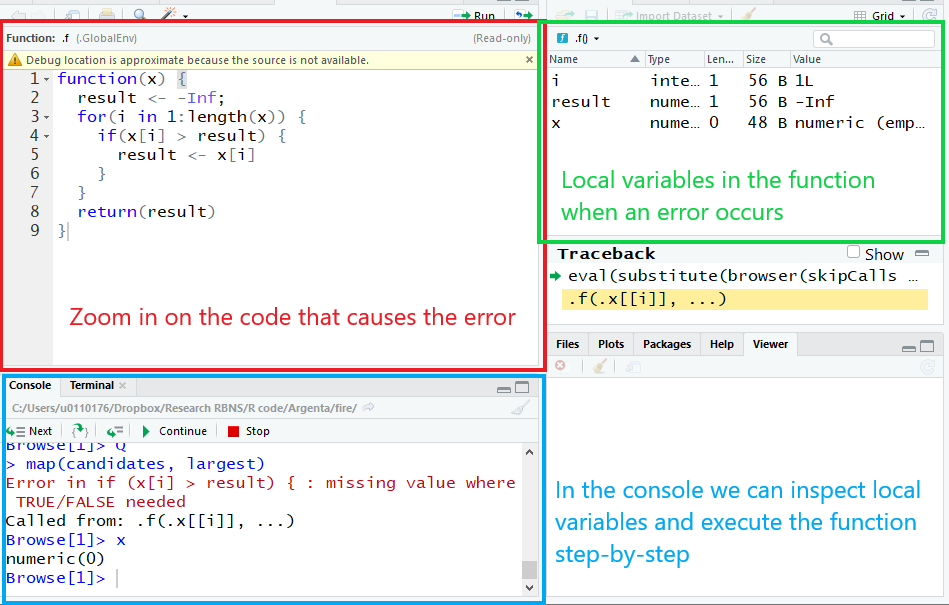 Run
Import Dataset
Grid
Function: .f (.GlobalEnv)
(Read-only)
Debug location is approximate because the source is not available.
1 function(x) {
2 result <- -Inf;
3 for(i in 1:length(x)) {
4 if(x[i] > result) {
5 result <- x[i]
6 }
7 }
8 return(result)
9 }
Zoom in on the code that causes the error
.f()
Name Type Len... Size Value
i inte... 1 56 B 1L
result nume... 1 56 B -Inf
x nume... 0 48 B numeric (emp...
Local variables in the function
when an error occurs
Traceback Show
eval(substitute(browser(skipCalls ...
.f(.x[[i]], ...)
Files Plots Packages Help Viewer
In the console we can inspect local
variables and execute the function
step-by-step
Console Terminal
C:/Users/u0110176/Dropbox/Research RBNS/R code/Argenta/fire/
Next Continue Stop
Browse[1]> Q
> map(candidates, largest)
Error in if (x[i] > result) { : missing value where
TRUE/FALSE needed
Called from: .f(.x[[i]], ...)
Browse[1]> x
numeric(0)
Browse[1]>